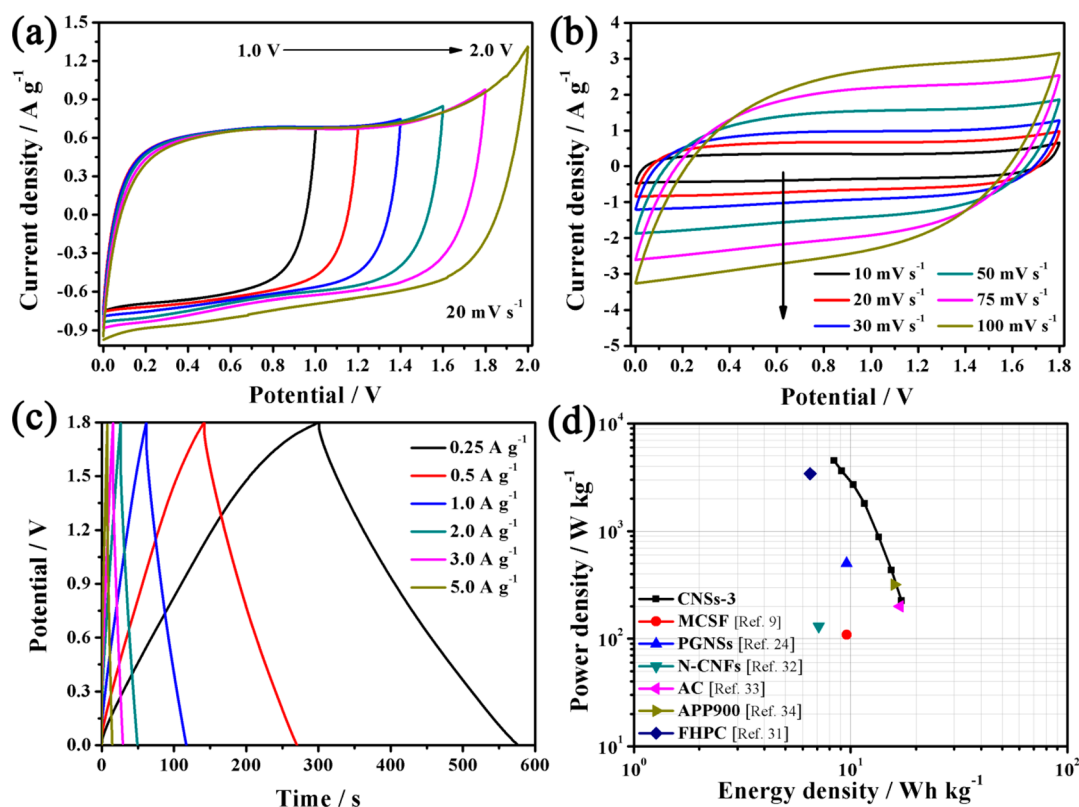 (a)
1.0 V
2.0 V
20 mV s⁻¹
1.8
1.5
1.2
0.9
0.6
0.3
0.0
-0.3
-0.6
-0.9
0.0 0.2 0.4 0.6 0.8 1.0 1.2 1.4 1.6 1.8 2.0
Current density / A g⁻¹
Potential / V
(b)
4
3
2
1
0
-1
-2
-3
-4
-5
0.0 0.2 0.4 0.6 0.8 1.0 1.2 1.4 1.6 1.8
10 mV s⁻¹
20 mV s⁻¹
30 mV s⁻¹
50 mV s⁻¹
75 mV s⁻¹
100 mV s⁻¹
Current density / A g⁻¹
Potential / V
(c)
1.8
1.5
1.2
0.9
0.6
0.3
0.0
0 100 200 300 400 500 600
0.25 A g⁻¹
0.5 A g⁻¹
1.0 A g⁻¹
2.0 A g⁻¹
3.0 A g⁻¹
5.0 A g⁻¹
Potential / V
Time / s
(d)
10⁴
10³
10²
10¹
10⁰ 10¹ 10²
CNSs-3
MCSF [Ref. 9]
PGNSs [Ref. 24]
N-CNFs [Ref. 32]
AC [Ref. 33]
APP900 [Ref. 34]
FHPC [Ref. 31]
Power density / W kg⁻¹
Energy density / Wh kg⁻¹